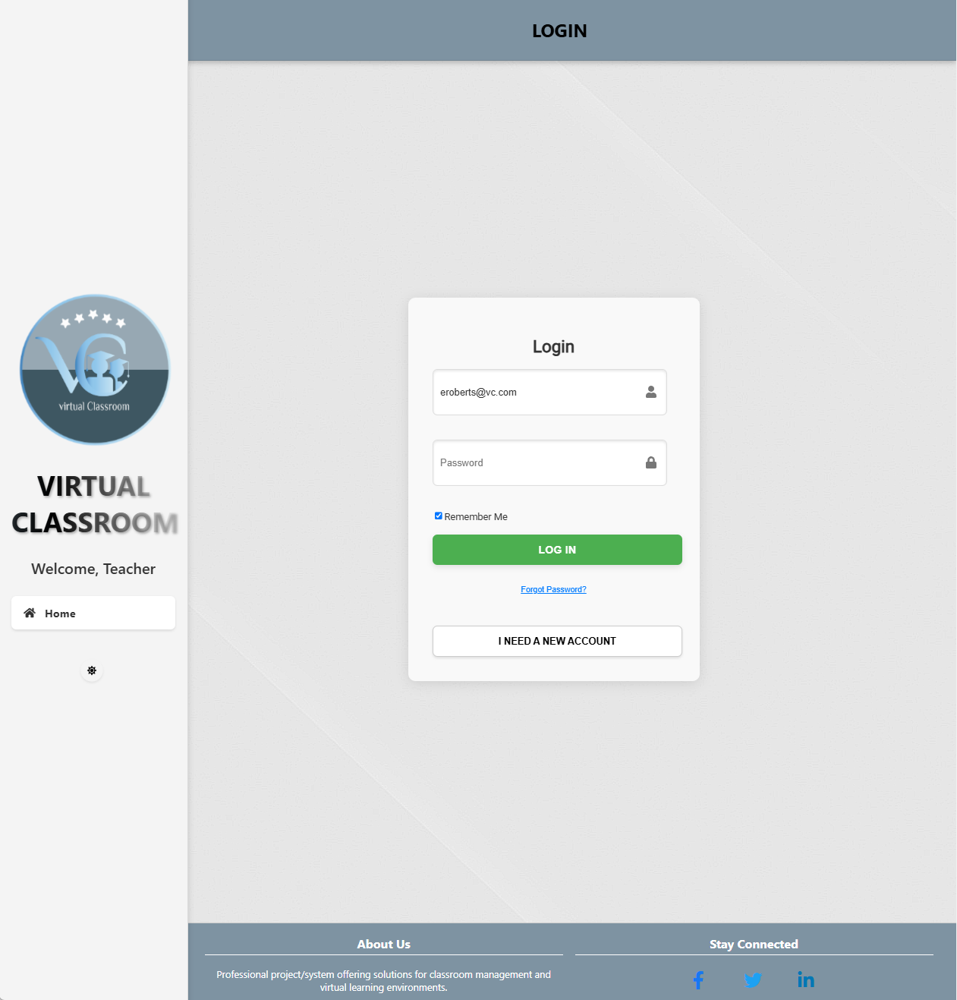 LOGIN
VC
virtual Classroom
VIRTUAL
CLASSROOM
Welcome, Teacher
Home
Login
eroberts@vc.com
Password
Remember Me
LOG IN
Forgot Password?
I NEED A NEW ACCOUNT
About Us
Professional project/system offering solutions for classroom management and
virtual learning environments.
Stay Connected